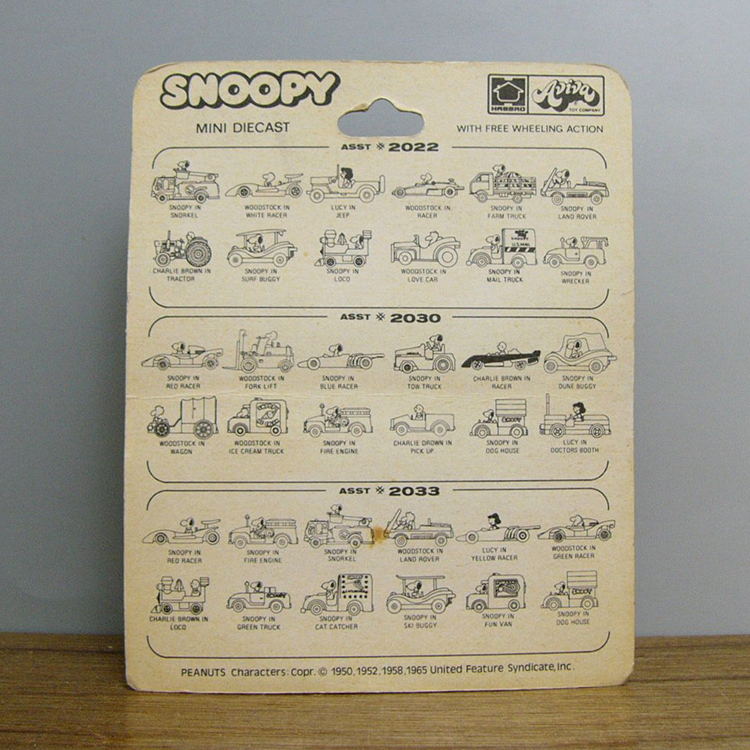 SNOOPY
HASBRO
Aviva
TOY COMPANY
MINI DIECAST
WITH FREE WHEELING ACTION
ASST ※ 2022
SNOOPY IN SNORKEL
WOODSTOCK IN WHITE RACER
LUCY IN JEEP
WOODSTOCK IN RACER
SNOOPY IN FARM TRUCK
SNOOPY IN LAND ROVER
U.S. MAIL
CHARLIE BROWN IN TRACTOR
SNOOPY IN SURF BUGGY
SNOOPY IN LOCO
WOODSTOCK IN LOVE CAR
SNOOPY IN MAIL TRUCK
SNOOPY IN WRECKER
ASST ※ 2030
SNOOPY IN RED RACER
WOODSTOCK IN FORK LIFT
SNOOPY IN BLUE RACER
SNOOPY IN TOW TRUCK
CHARLIE BROWN IN RACER
SNOOPY IN DUNE BUGGY
WOODSTOCK IN WAGON
WOODSTOCK IN ICE CREAM TRUCK
SNOOPY IN FIRE ENGINE
CHARLIE BROWN IN PICK UP
SNOOPY IN DOG HOUSE
LUCY IN DOCTORS BOOTH
ASST ※ 2033
SNOOPY IN RED RACER
SNOOPY IN FIRE ENGINE
SNOOPY IN SNORKEL
WOODSTOCK IN LAND ROVER
LUCY IN YELLOW RACER
WOODSTOCK IN GREEN RACER
CHARLIE BROWN IN LOCO
SNOOPY IN GREEN TRUCK
SNOOPY IN CAT CATCHER
SNOOPY IN SKI BUGGY
SNOOPY IN FUN VAN
SNOOPY IN DOG HOUSE
PEANUTS Characters: Copr. © 1950, 1952, 1958, 1965 United Feature Syndicate, Inc.